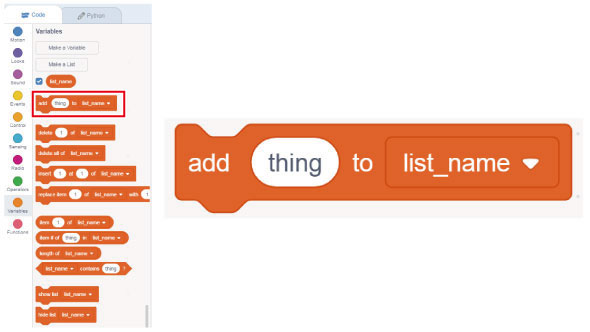 Code
Python
Variables
Make a Variable
Make a List
list_name
add thing to list_name
delete 1 of list_name
delete all of list_name
insert 1 at 1 of list_name
replace item 1 of list_name with 1
item 1 of list_name
item # of thing in list_name
length of list_name
list_name contains thing ?
show list list_name
hide list list_name
Motion
Looks
Sound
Events
Control
Sensing
Radio
Operators
Variables
Functions
add thing to list_name